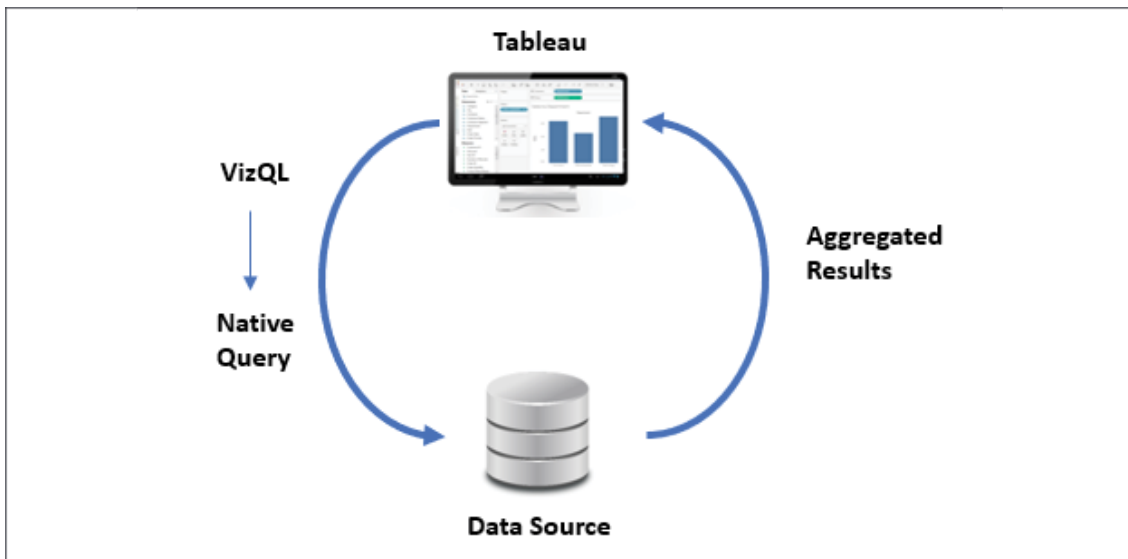 Tableau
VizQL
Native
Query
Aggregated
Results
Data Source